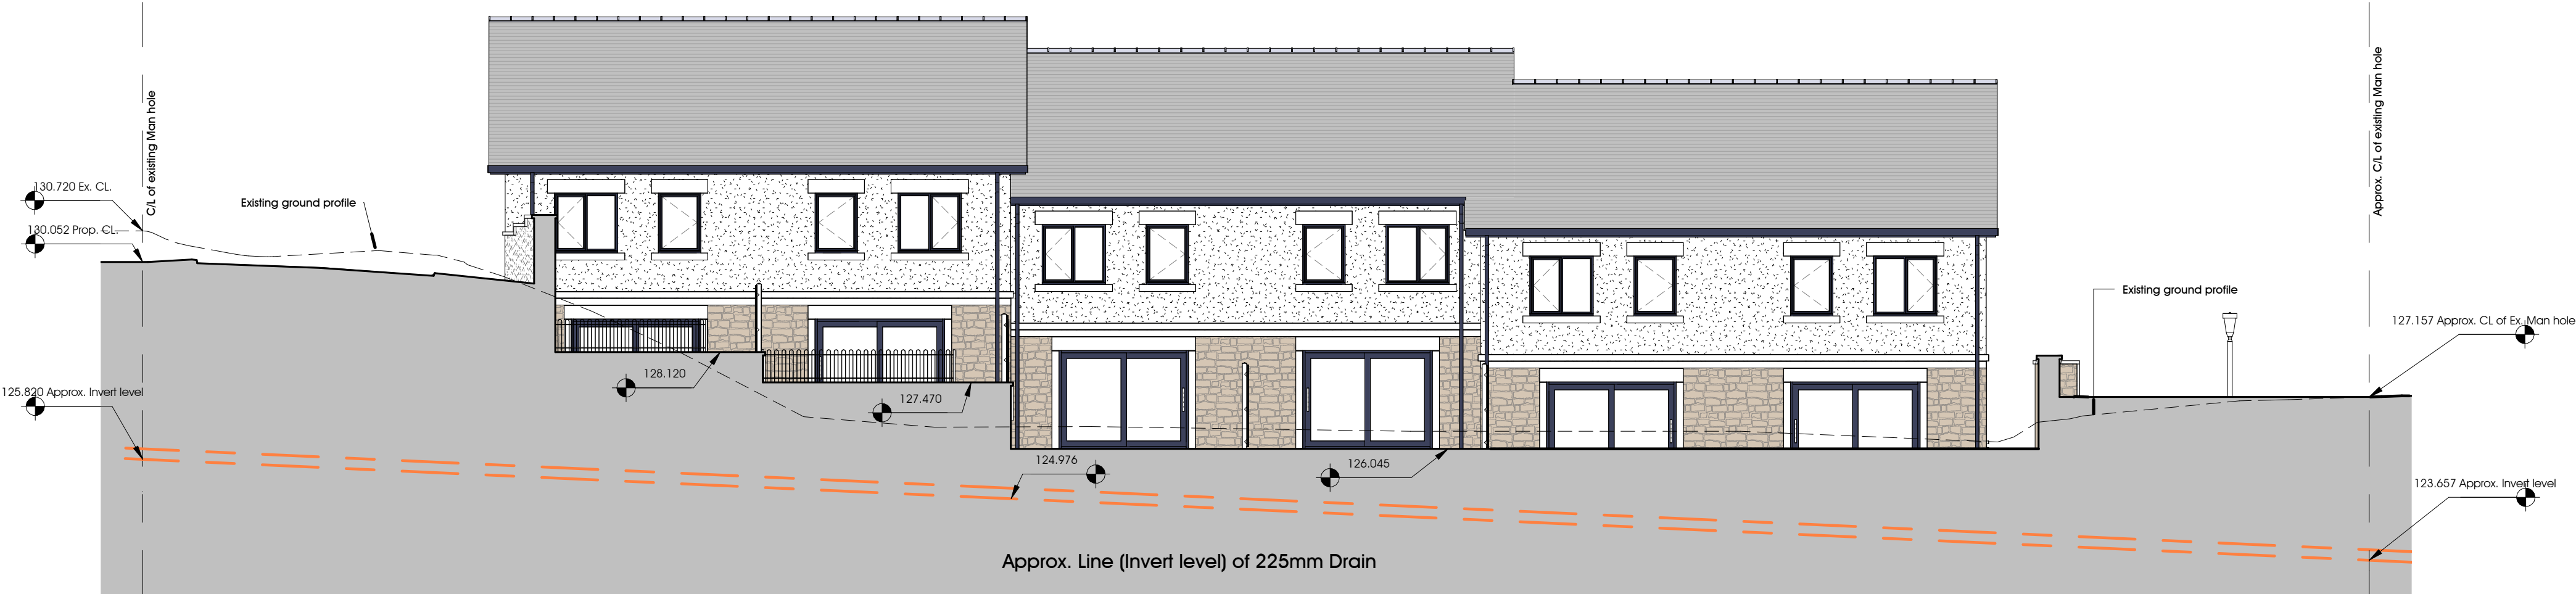 C/L of existing Man hole
130.720 Ex. CL.
130.052 Prop. CL.
Existing ground profile
125.820 Approx. Invert level
128.120
127.470
124.976
126.045
Approx. Line (Invert level) of 225mm Drain
Existing ground profile
Approx. C/L of existing Man hole
127.157 Approx. CL of Ex. Man hole
123.657 Approx. Invert level